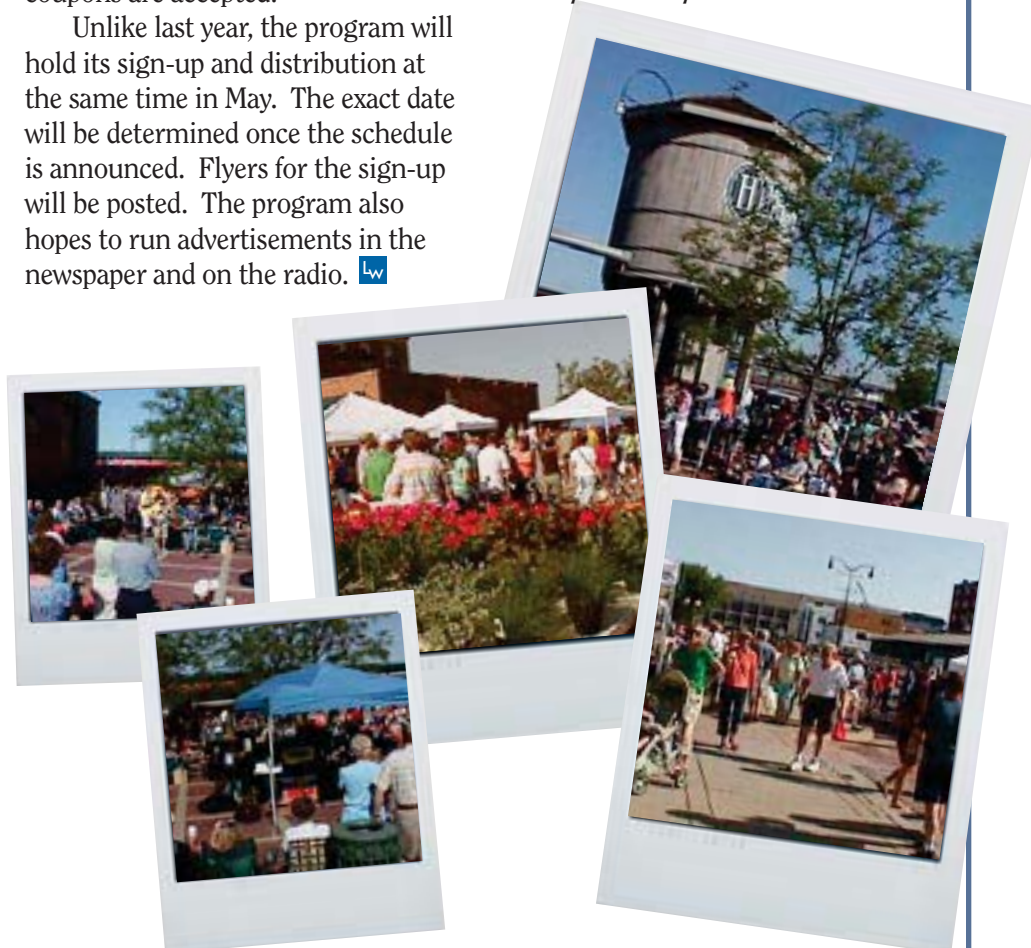 coupons are accepted.
Unlike last year, the program will
hold its sign-up and distribution at
the same time in May.  The exact date
will be determined once the schedule
is announced.  Flyers for the sign-up
will be posted.  The program also
hopes to run advertisements in the
newspaper and on the radio. LW